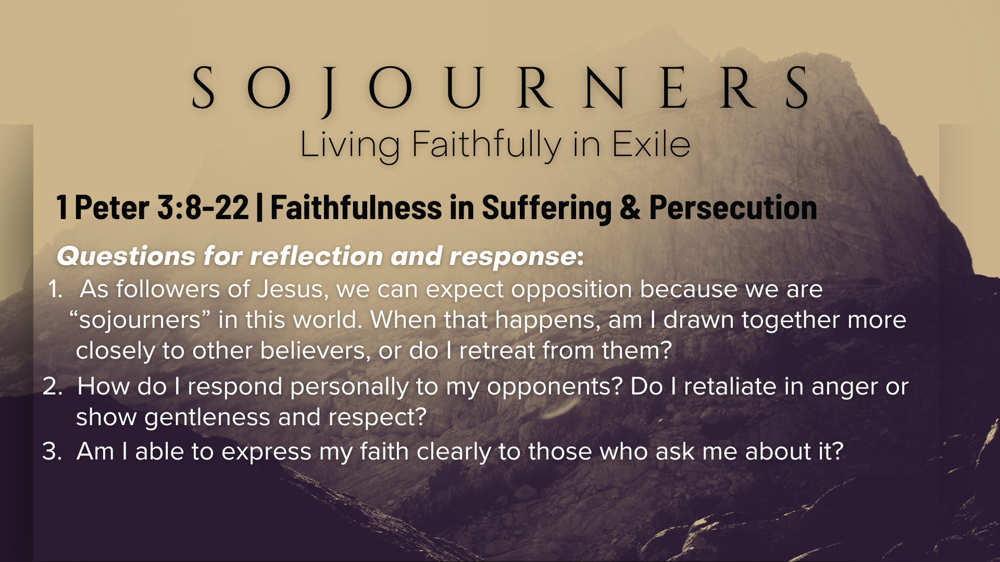 SOJOURNERS
Living Faithfully in Exile
1 Peter 3:8-22 | Faithfulness in Suffering & Persecution
Questions for reflection and response:
1. As followers of Jesus, we can expect opposition because we are
“sojourners” in this world. When that happens, am I drawn together more
closely to other believers, or do I retreat from them?
2. How do I respond personally to my opponents? Do I retaliate in anger or
show gentleness and respect?
3. Am I able to express my faith clearly to those who ask me about it?